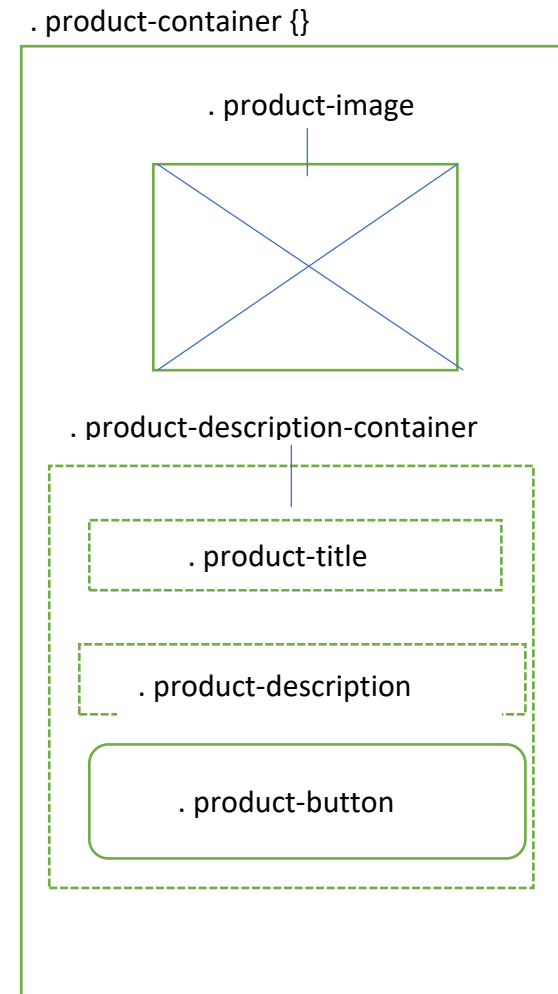 . product-container {}
. product-image
. product-description-container
. product-title
. product-description
. product-button